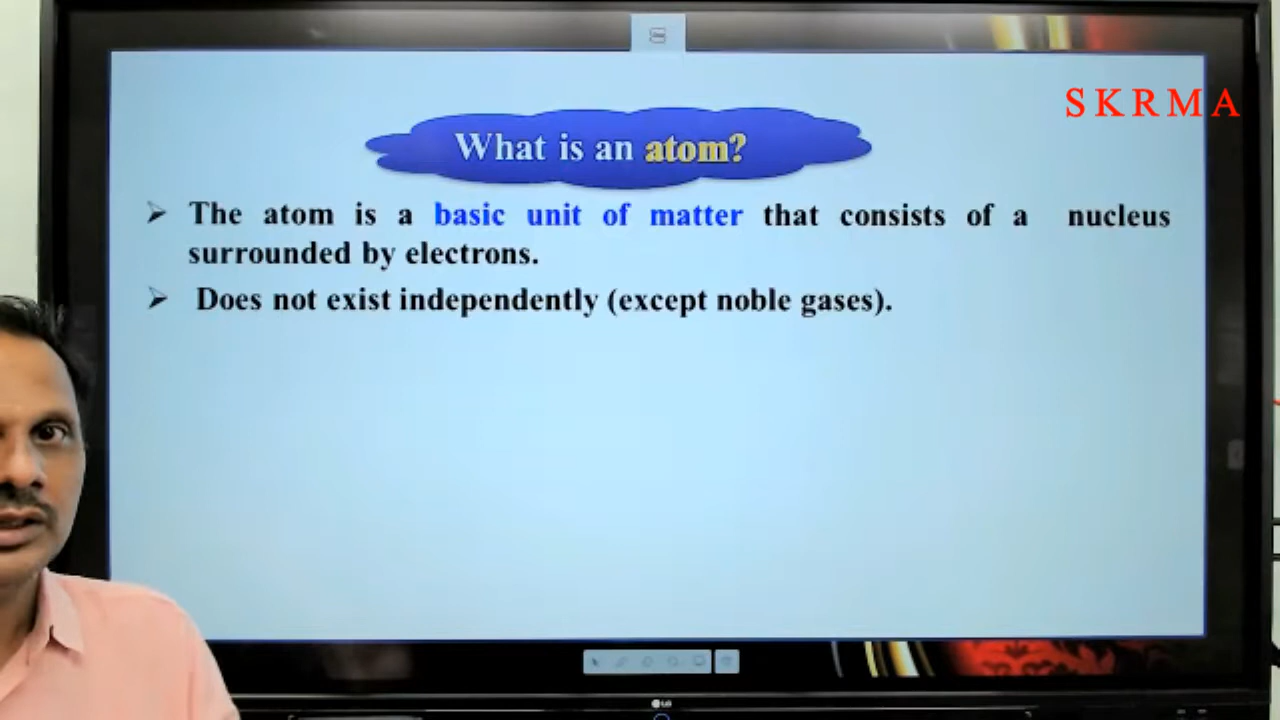 SKRMA
What is an atom?
➢ The atom is a basic unit of matter that consists of a nucleus
surrounded by electrons.
➢ Does not exist independently (except noble gases).
LG